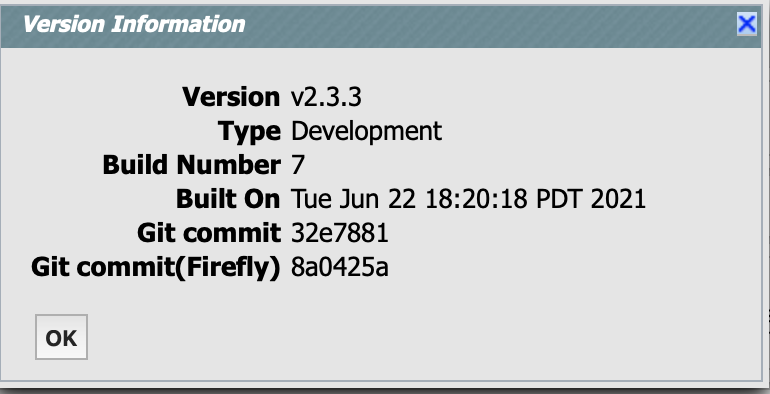 Version Information
Version v2.3.3
Type Development
Build Number 7
Built On Tue Jun 22 18:20:18 PDT 2021
Git commit 32e7881
Git commit(Firefly) 8a0425a
OK